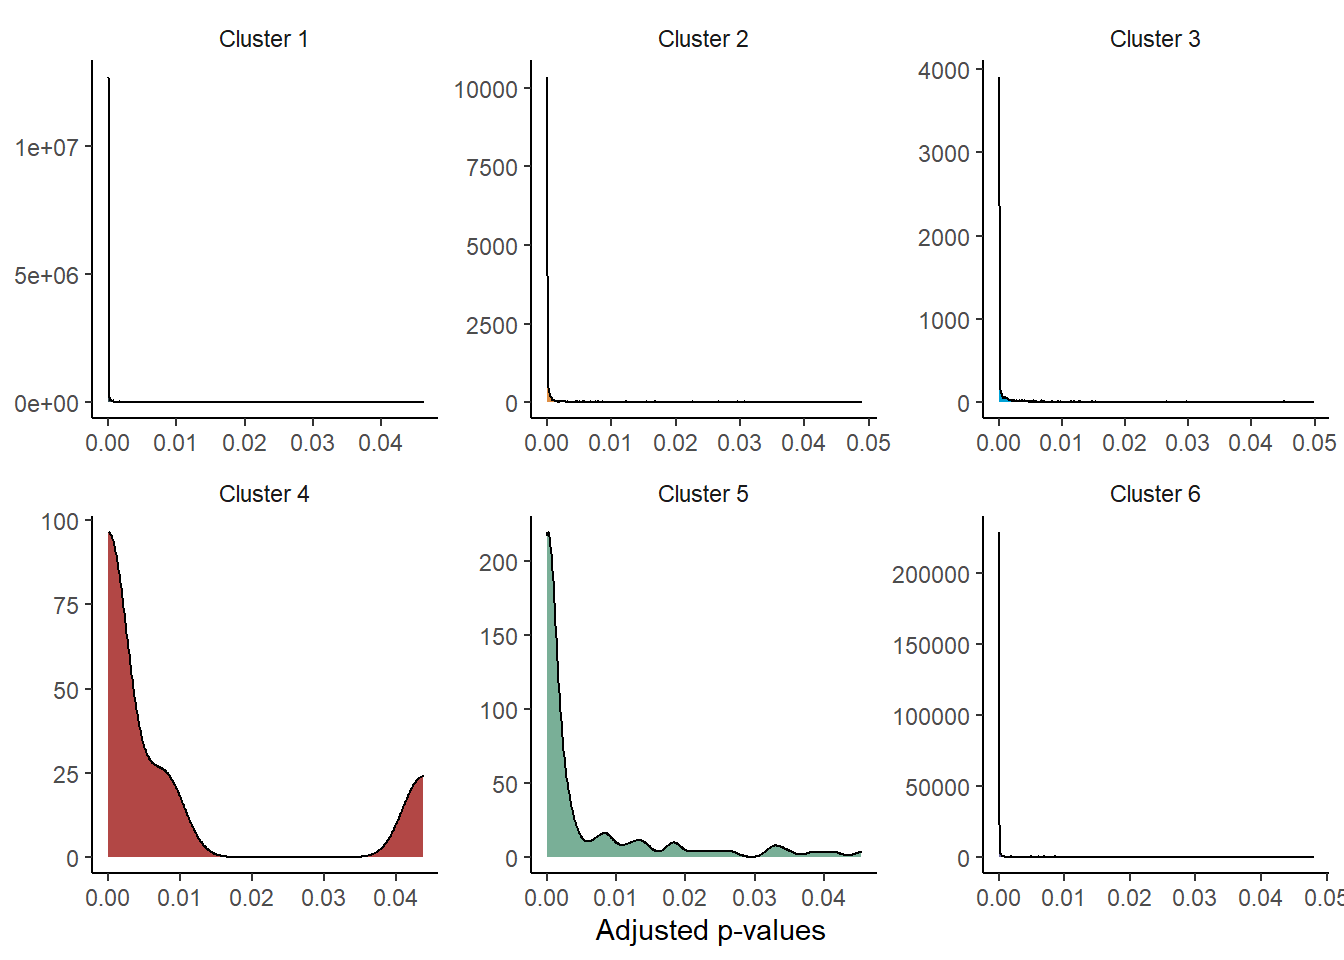 Cluster 1
Cluster 2
Cluster 3
1e+07
5e+06
0e+00
0.00 0.01 0.02 0.03 0.04
10000
7500
5000
2500
0
0.00 0.01 0.02 0.03 0.04 0.05
4000
3000
2000
1000
0
0.00 0.01 0.02 0.03 0.04 0.05
Cluster 4
Cluster 5
Cluster 6
100
75
50
25
0
0.00 0.01 0.02 0.03 0.04
200
150
100
50
0
0.00 0.01 0.02 0.03 0.04
200000
150000
100000
50000
0
0.00 0.01 0.02 0.03 0.04 0.05
Adjusted p-values